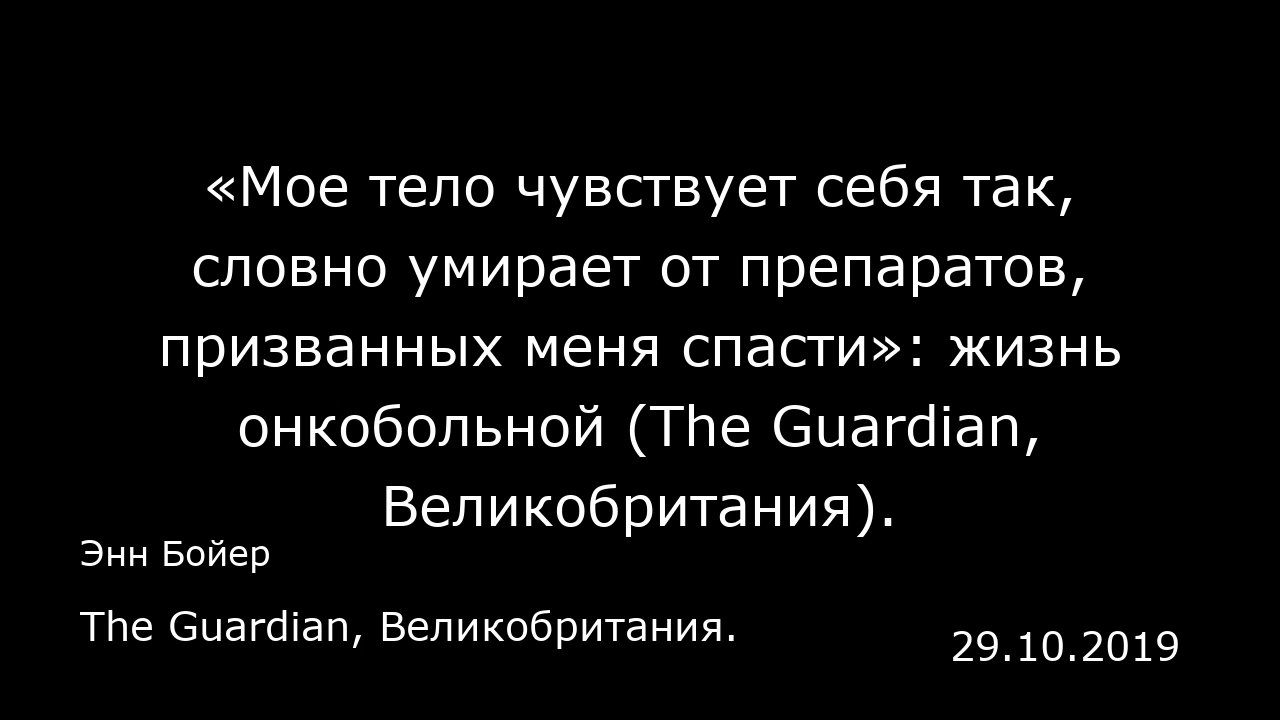 «Мое тело чувствует себя так,
словно умирает от препаратов,
призванных меня спасти»: жизнь
онкобольной (The Guardian,
Великобритания).
Энн Бойер
The Guardian, Великобритания.
29.10.2019